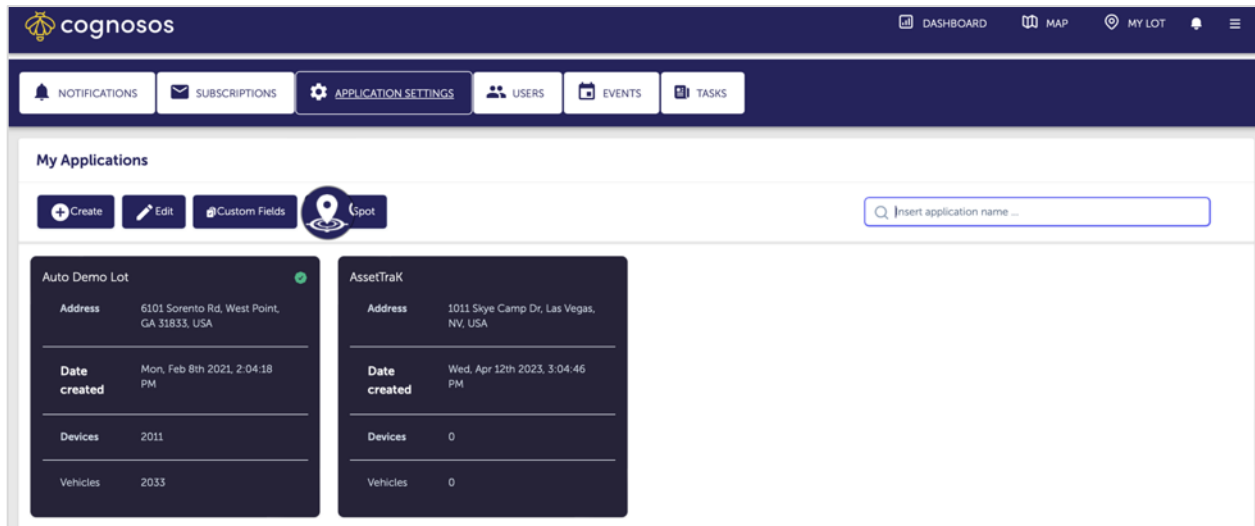 cognosos
DASHBOARD
MAP
MY LOT
NOTIFICATIONS
SUBSCRIPTIONS
APPLICATION SETTINGS
USERS
EVENTS
TASKS
My Applications
Create
Edit
Custom Fields
Spot
Insert application name ...
Auto Demo Lot
Address
6101 Sorento Rd, West Point,
GA 31833, USA
Date
created
Mon, Feb 8th 2021, 2:04:18
PM
Devices
2011
Vehicles
2033
AssetTraK
Address
1011 Skye Camp Dr, Las Vegas,
NV, USA
Date
created
Wed, Apr 12th 2023, 3:04:46
PM
Devices
0
Vehicles
0